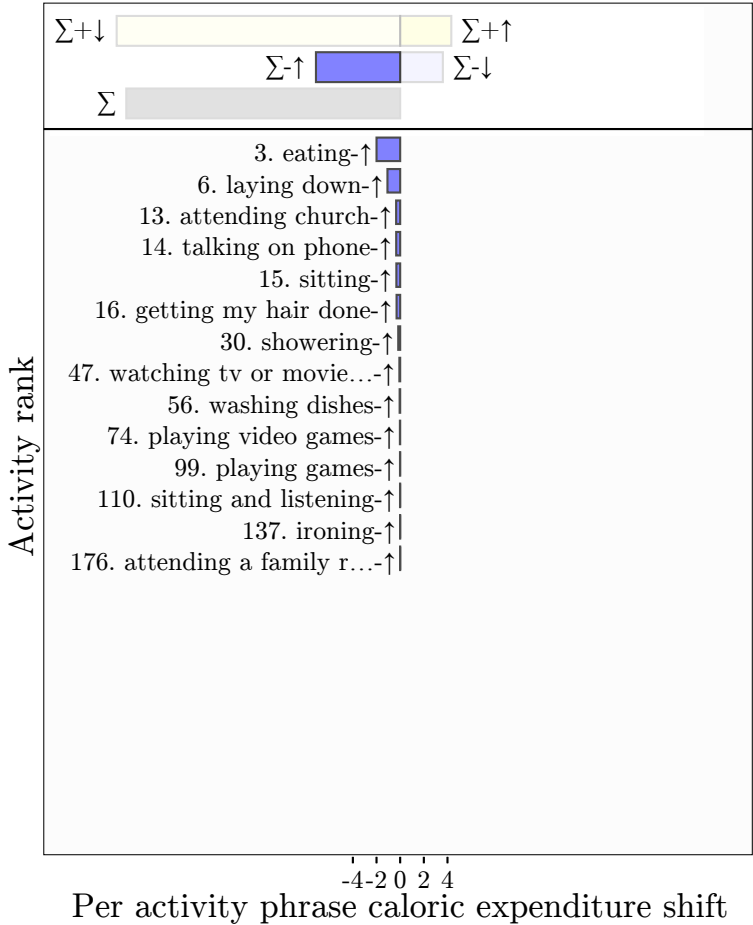 ∑+↓ ∑+↑
∑-↑ ∑-↓
∑
3. eating-↑
6. laying down-↑
13. attending church-↑
14. talking on phone-↑
15. sitting-↑
16. getting my hair done-↑
30. showering-↑
47. watching tv or movie…-↑
56. washing dishes-↑
74. playing video games-↑
99. playing games-↑
110. sitting and listening-↑
137. ironing-↑
176. attending a family r…-↑
Activity rank
-4 -2 0 2 4
Per activity phrase caloric expenditure shift